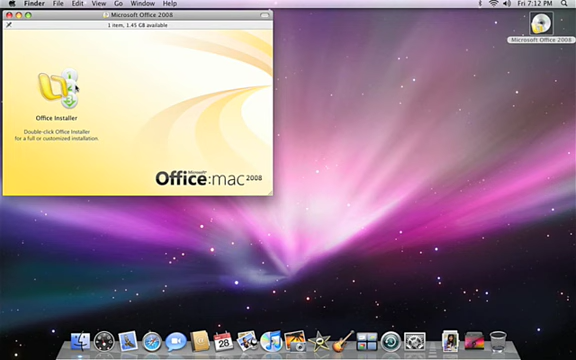 Finder File Edit View Go Window Help
Fri 7:12 PM
Microsoft Office 2008
1 item, 1.45 GB available
Microsoft Office 2008
Office Installer
Double-click Office Installer
for a full or customized installation.
Microsoft
Office:mac 2008
28